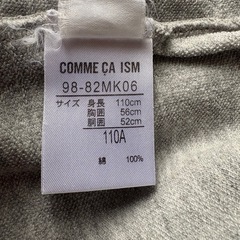 COMME ÇA ISM
98-82MK06
サイズ 身長 110cm
胸囲 56cm
胴囲 52cm
110A
綿 100%